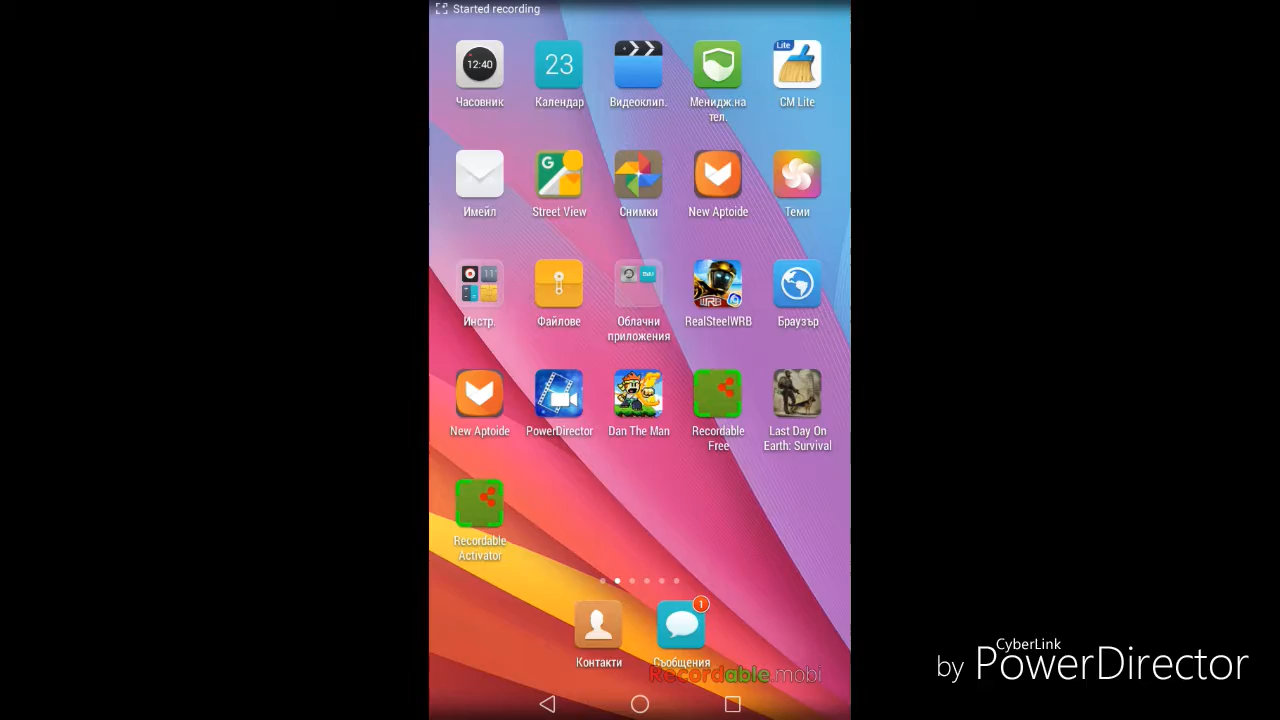 Started recording
12:40
23
Lite
Часовник
Календар
Видеоклип.
Мениdж.на
тел.
CM Lite
G
Имейл
Street View
Снимки
New Aptoide
Теми
WRB
Инстр.
Файлове
Облачни
приложения
RealSteelWRB
Браузър
New Aptoide
PowerDirector
Dan The Man
Recordable
Free
Last Day On
Earth: Survival
Recordable
Activator
1
Контакти
Съобщения
Recordable.mobi
CyberLink
by PowerDirector